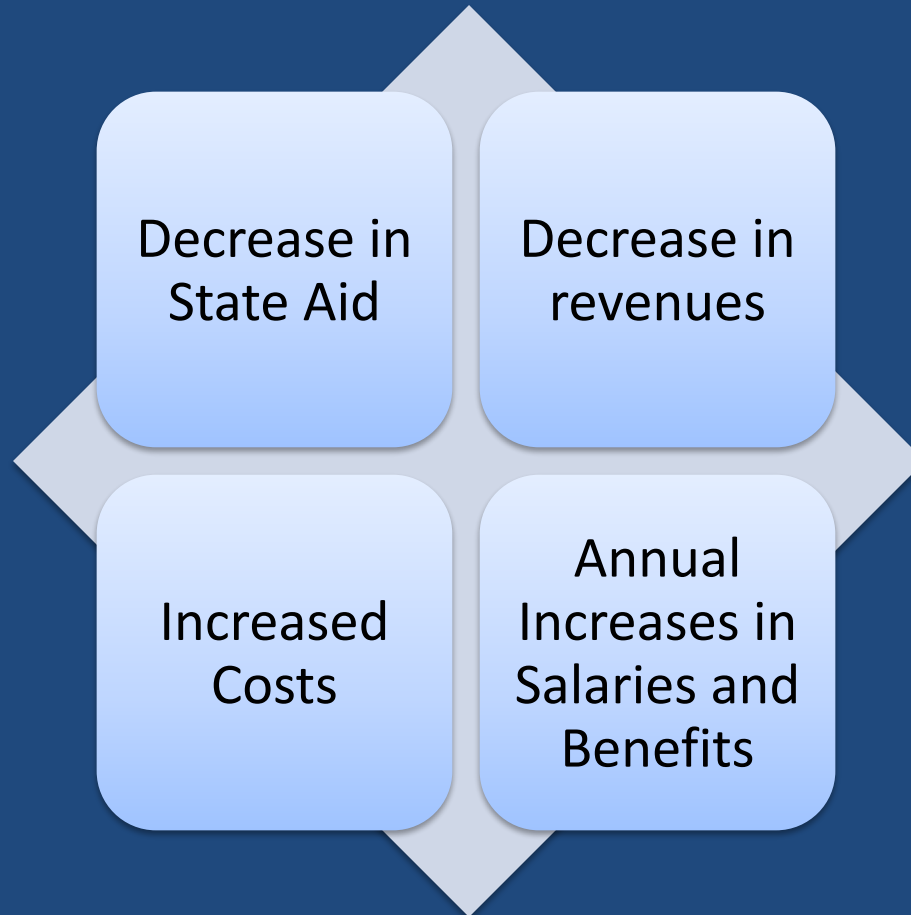 Decrease in
State Aid
Decrease in
revenues
Increased
Costs
Annual
Increases in
Salaries and
Benefits